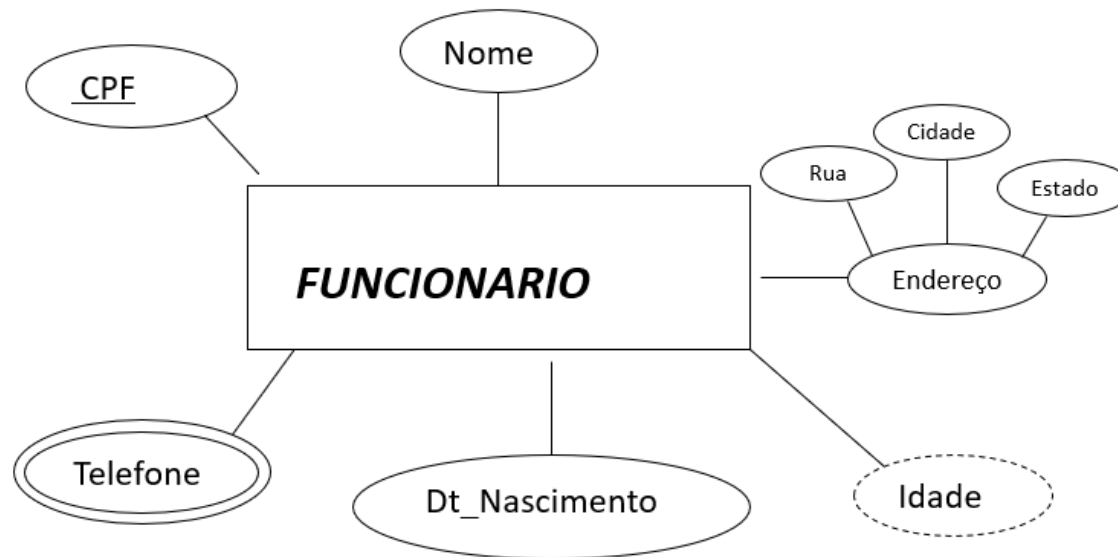 Nome
CPF
Cidade
Rua
Estado
FUNCIONARIO
Endereço
Telefone
Dt_Nascimento
Idade